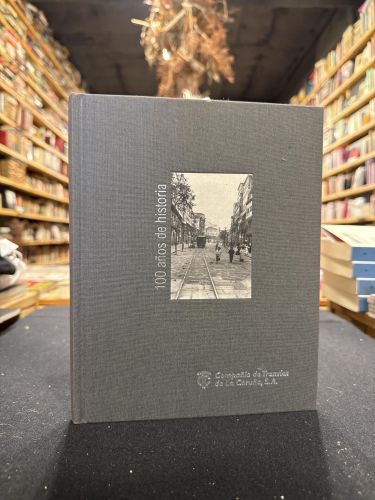 100 años de historia
Compañía de Tranvías
de La Coruña, S.A.